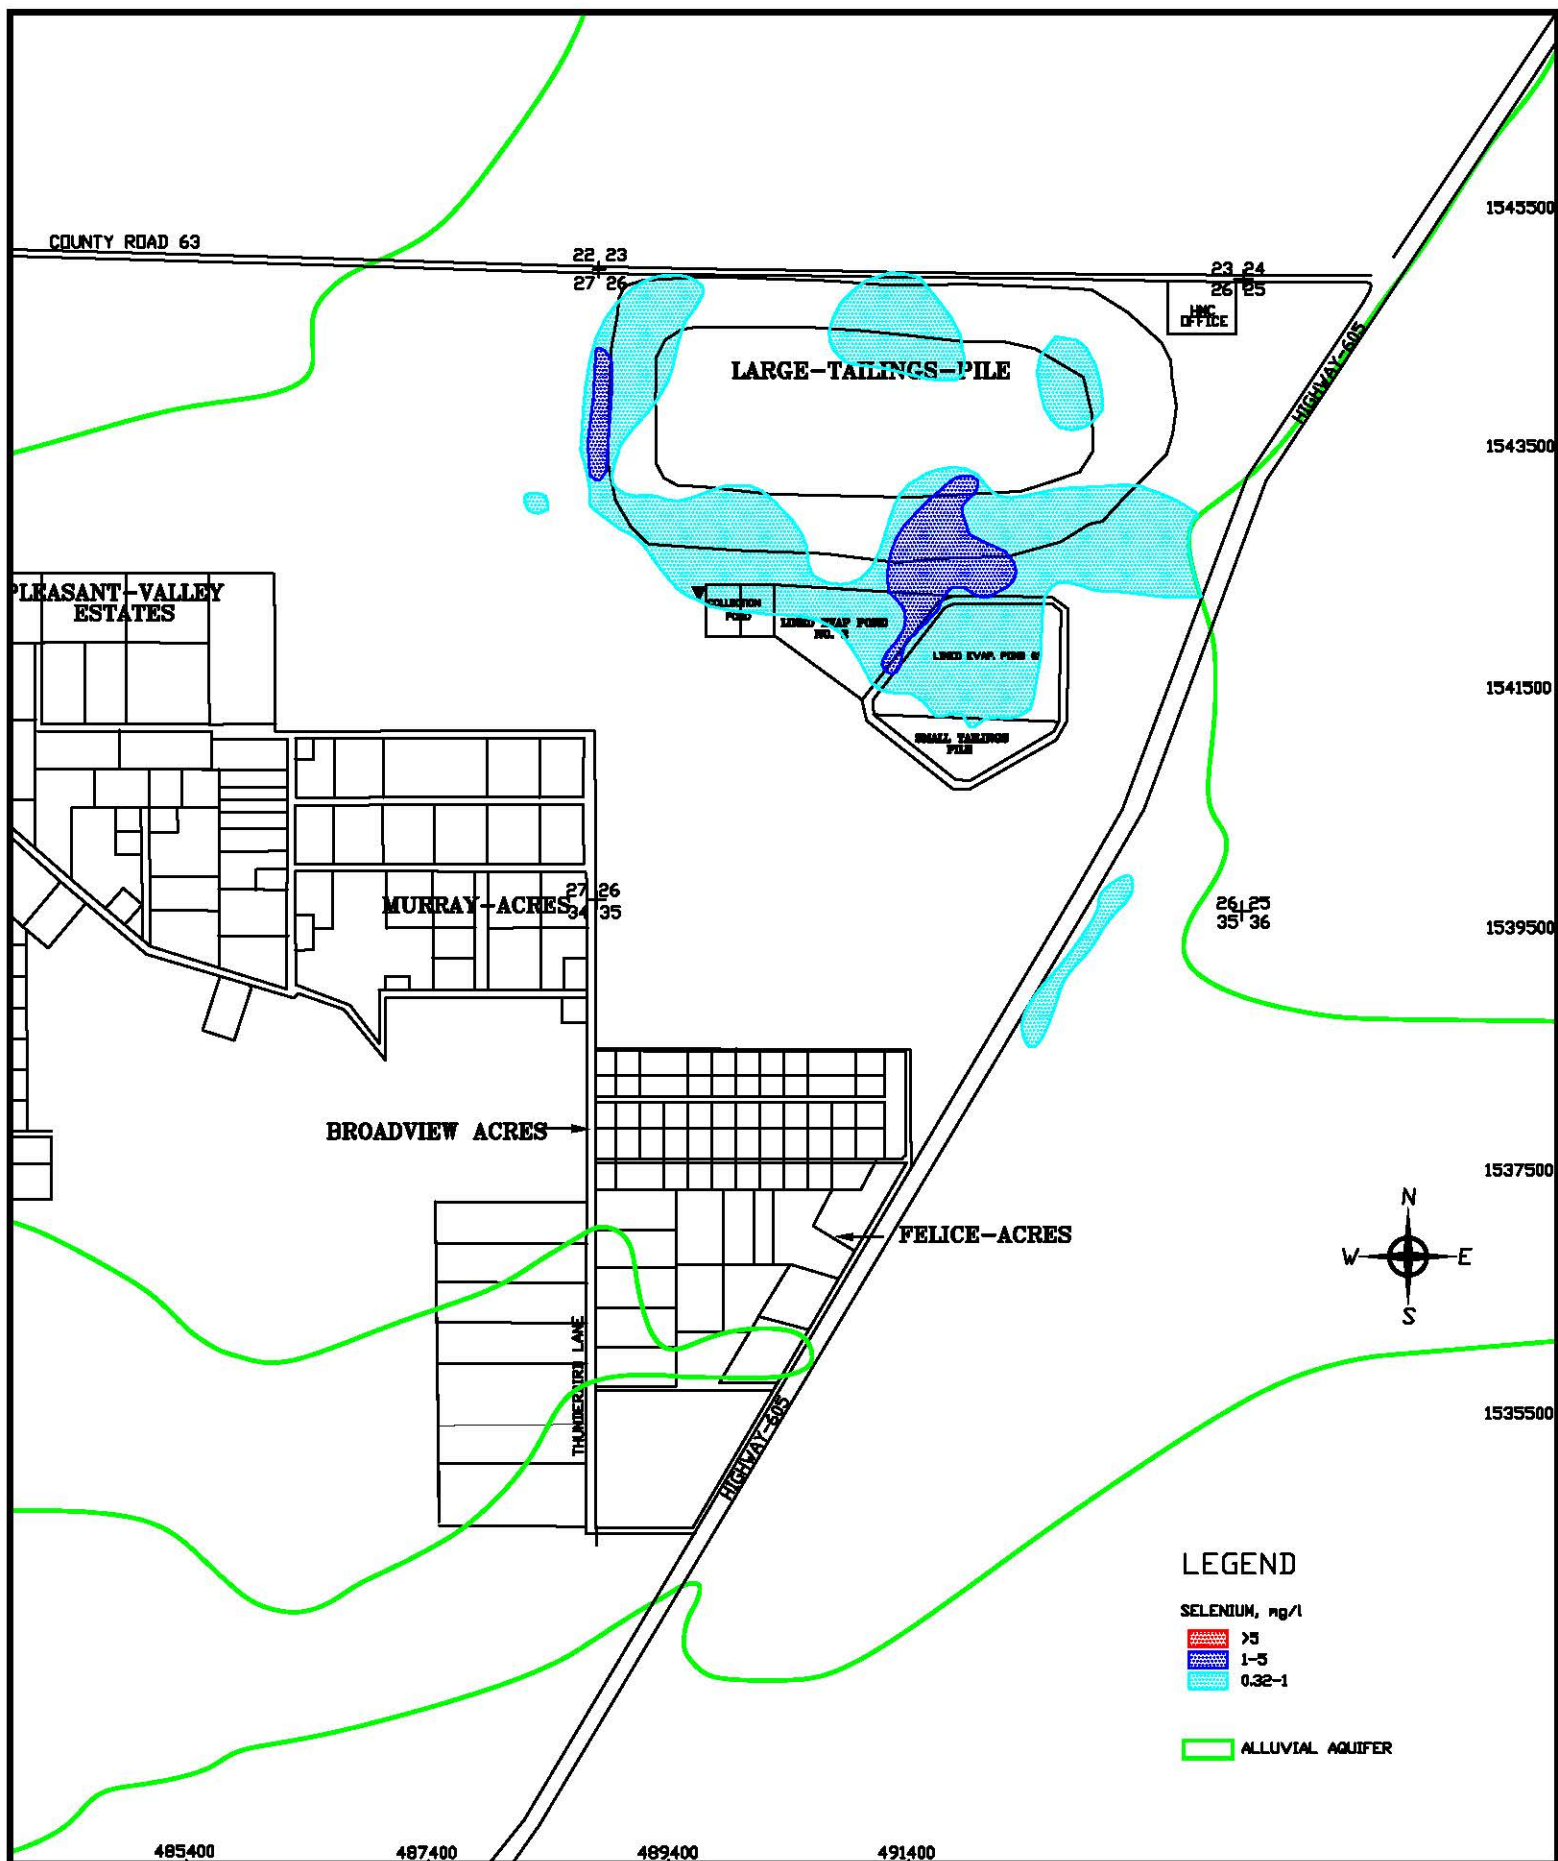 1545500
COUNTY ROAD 63
22 23
27 26
23 24
26 25
HMC
OFFICE
HIGHWAY-605
LARGE-TAILINGS-PILE
1543500
PLEASANT-VALLEY
ESTATES
COLLECTION
POND
LINED EVAP POND
NO.
LINED EVAP. POND
1541500
SMALL TAILINGS
PILE
MURRAY-ACRES
27 26
34 35
26 25
35 36
1539500
BROADVIEW ACRES
1537500
FELICE-ACRES
N
W E
S
THUNDERBIRD LANE
HIGHWAY-605
1535500
LEGEND
SELENIUM, mg/l
>5
1-5
0.32-1
ALLUVIAL AQUIFER
485400 487400 489400 491400